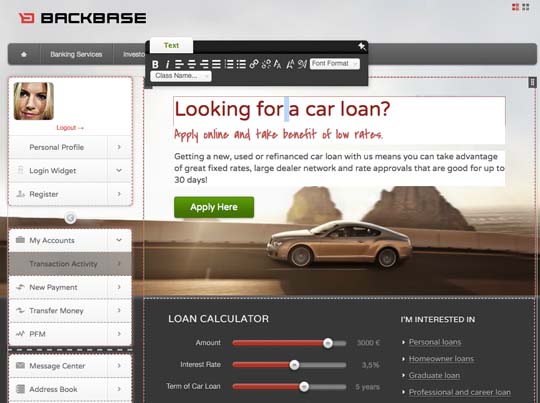 BACKBASE
Banking Services
Investo
Text
B i
Font Format
Class Name...
Logout →
Personal Profile
Login Widget
Register
My Accounts
Transaction Activity
New Payment
Transfer Money
PFM
Message Center
Address Book
Looking for a car loan?
Apply online and take benefit of low rates.
Getting a new, used or refinanced car loan with us means you can take advantage
of great fixed rates, large dealer network and rate approvals that are good for up to
30 days!
Apply Here
LOAN CALCULATOR
Amount 3000 €
Interest Rate 3,5%
Term of Car Loan 5 years
I'M INTERESTED IN
Personal loans
Homeowner loans
Graduate loan
Professional and career loan